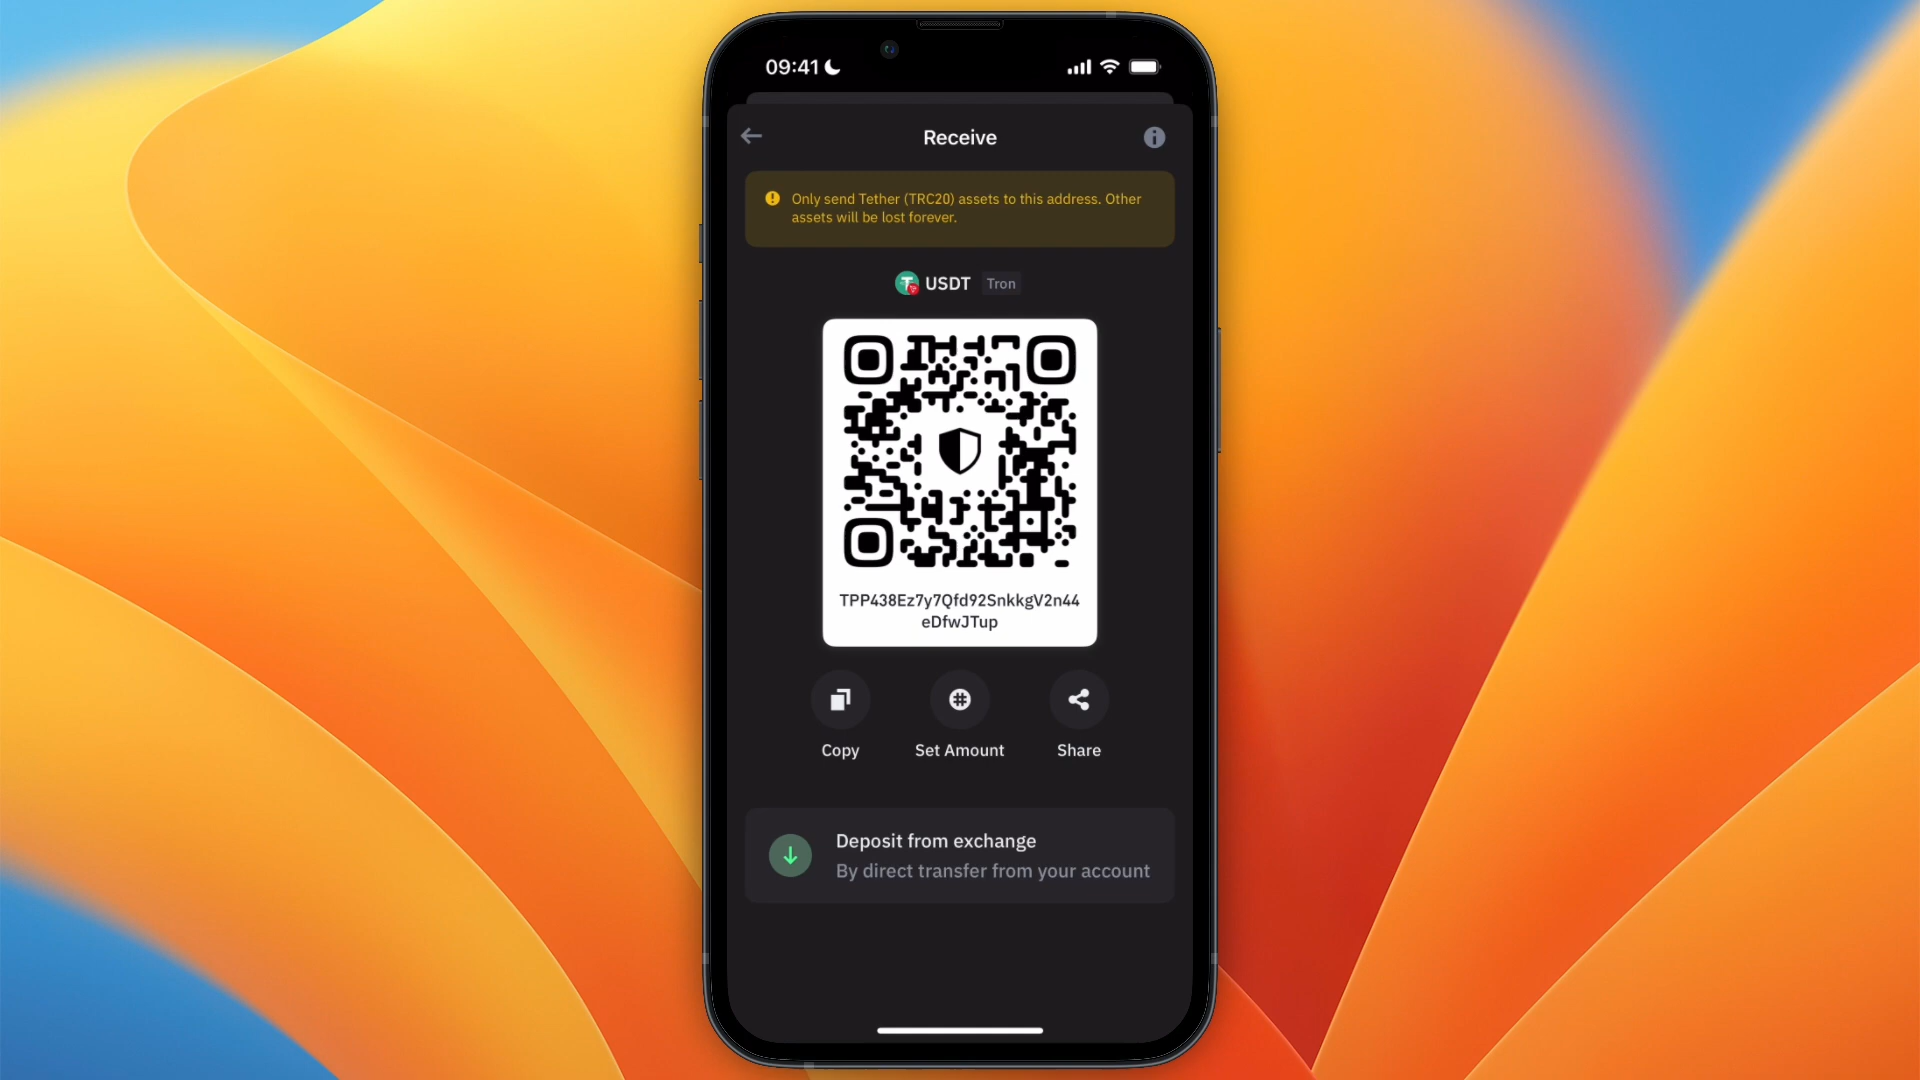 09:41
Receive
Only send Tether (TRC20) assets to this address. Other
assets will be lost forever.
USDT Tron
TPP438Ez7y7Qfd92SnkkgV2n44
eDfwJTup
Copy Set Amount Share
Deposit from exchange
By direct transfer from your account